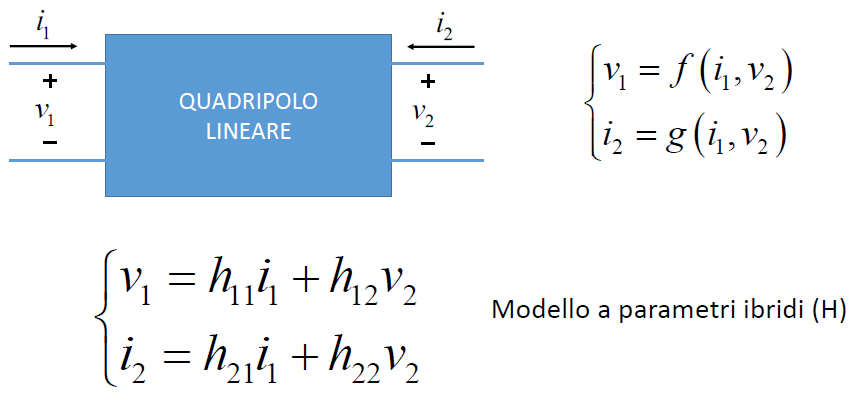 i₁
i₂
+
v₁
−
QUADRIPOLO
LINEARE
+
v₂
−
v₁ = f(i₁, v₂)
i₂ = g(i₁, v₂)
v₁ = h₁₁i₁ + h₁₂v₂
i₂ = h₂₁i₁ + h₂₂v₂
Modello a parametri ibridi (H)